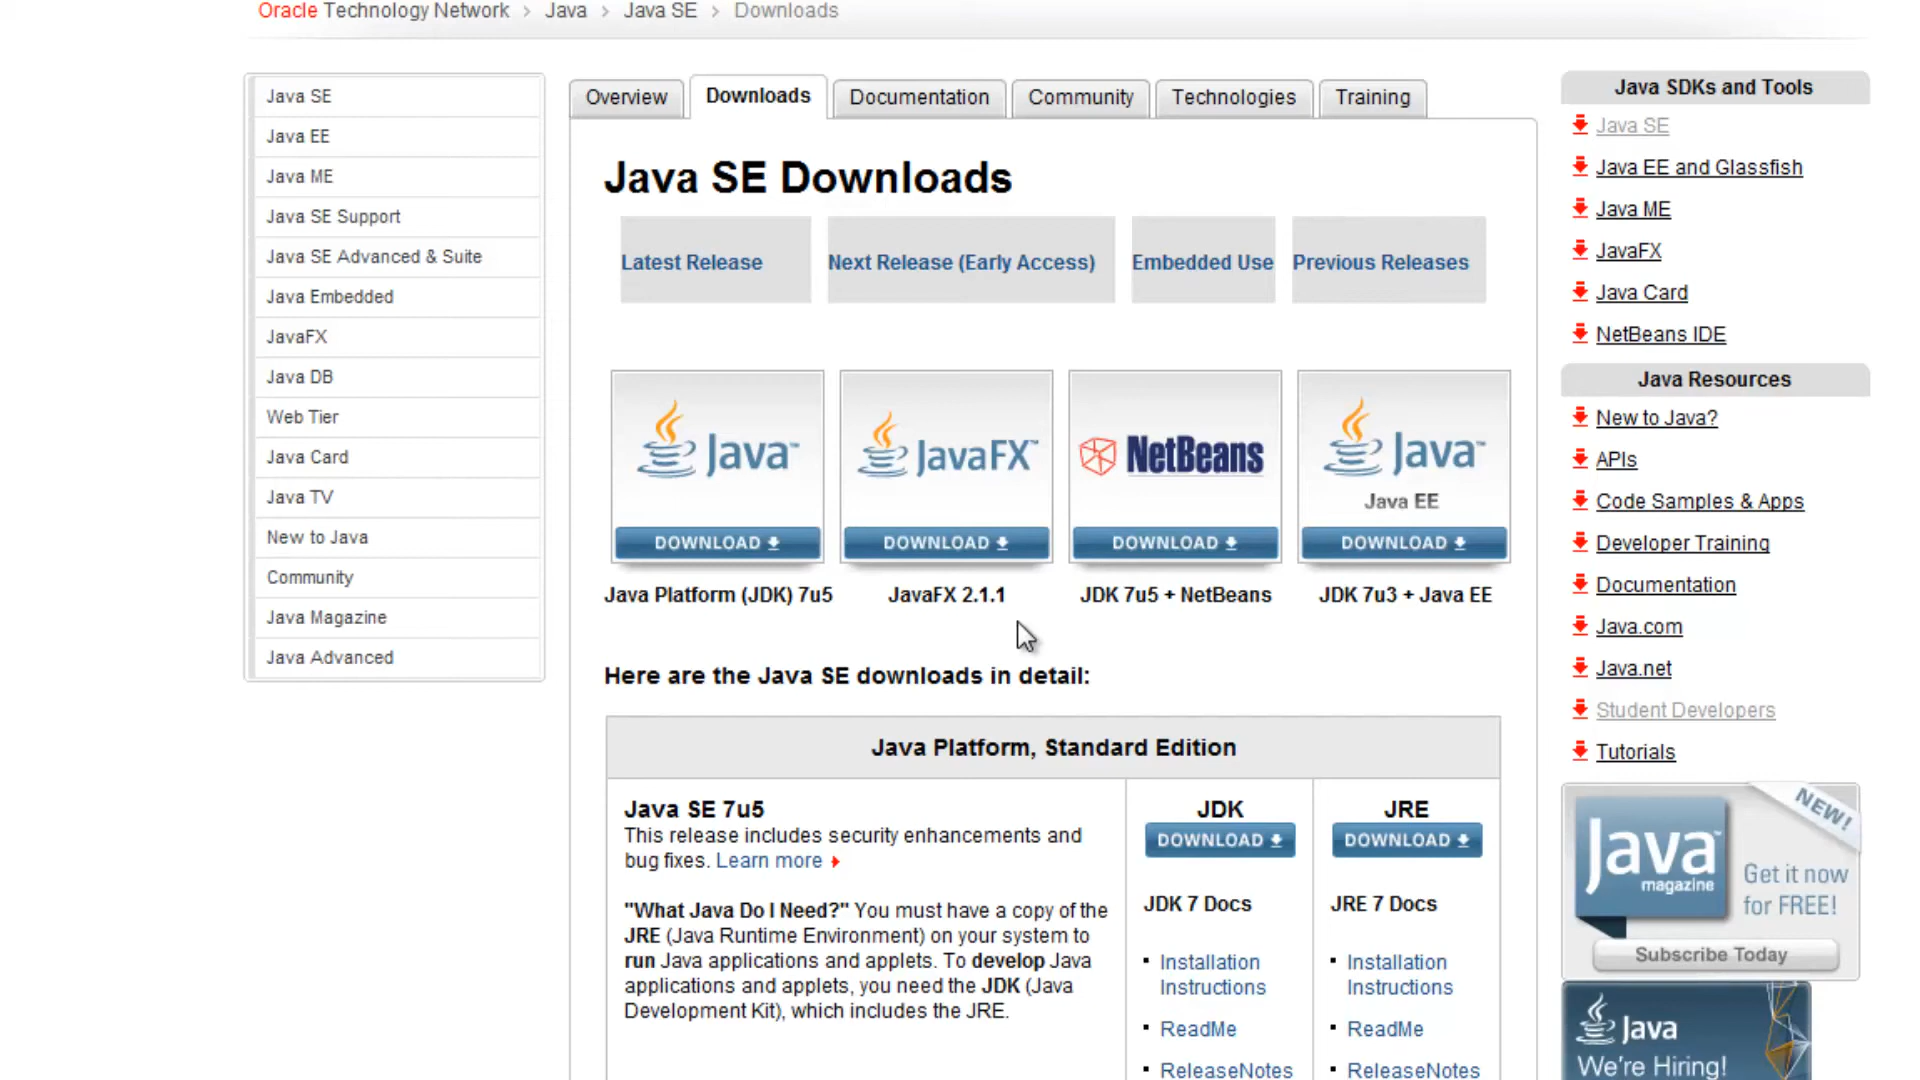 Oracle Technology Network > Java > Java SE > Downloads
Java SE
Java EE
Java ME
Java SE Support
Java SE Advanced & Suite
Java Embedded
JavaFX
Java DB
Web Tier
Java Card
Java TV
New to Java
Community
Java Magazine
Java Advanced
Overview Downloads Documentation Community Technologies Training
Java SE Downloads
Latest Release Next Release (Early Access) Embedded Use Previous Releases
Java™ JavaFX™ NetBeans Java™
Java EE
DOWNLOAD DOWNLOAD DOWNLOAD DOWNLOAD
Java Platform (JDK) 7u5 JavaFX 2.1.1 JDK 7u5 + NetBeans JDK 7u3 + Java EE
Here are the Java SE downloads in detail:
Java Platform, Standard Edition
Java SE 7u5
This release includes security enhancements and
bug fixes. Learn more
"What Java Do I Need?" You must have a copy of the
JRE (Java Runtime Environment) on your system to
run Java applications and applets. To develop Java
applications and applets, you need the JDK (Java
Development Kit), which includes the JRE.
JDK
DOWNLOAD
JDK 7 Docs
Installation
Instructions
ReadMe
ReleaseNotes
JRE
DOWNLOAD
JRE 7 Docs
Installation
Instructions
ReadMe
ReleaseNotes
Java SDKs and Tools
Java SE
Java EE and Glassfish
Java ME
JavaFX
Java Card
NetBeans IDE
Java Resources
New to Java?
APIs
Code Samples & Apps
Developer Training
Documentation
Java.com
Java.net
Student Developers
Tutorials
NEW!
Java™
magazine
Get it now
for FREE!
Subscribe Today
Java
We're Hiring!